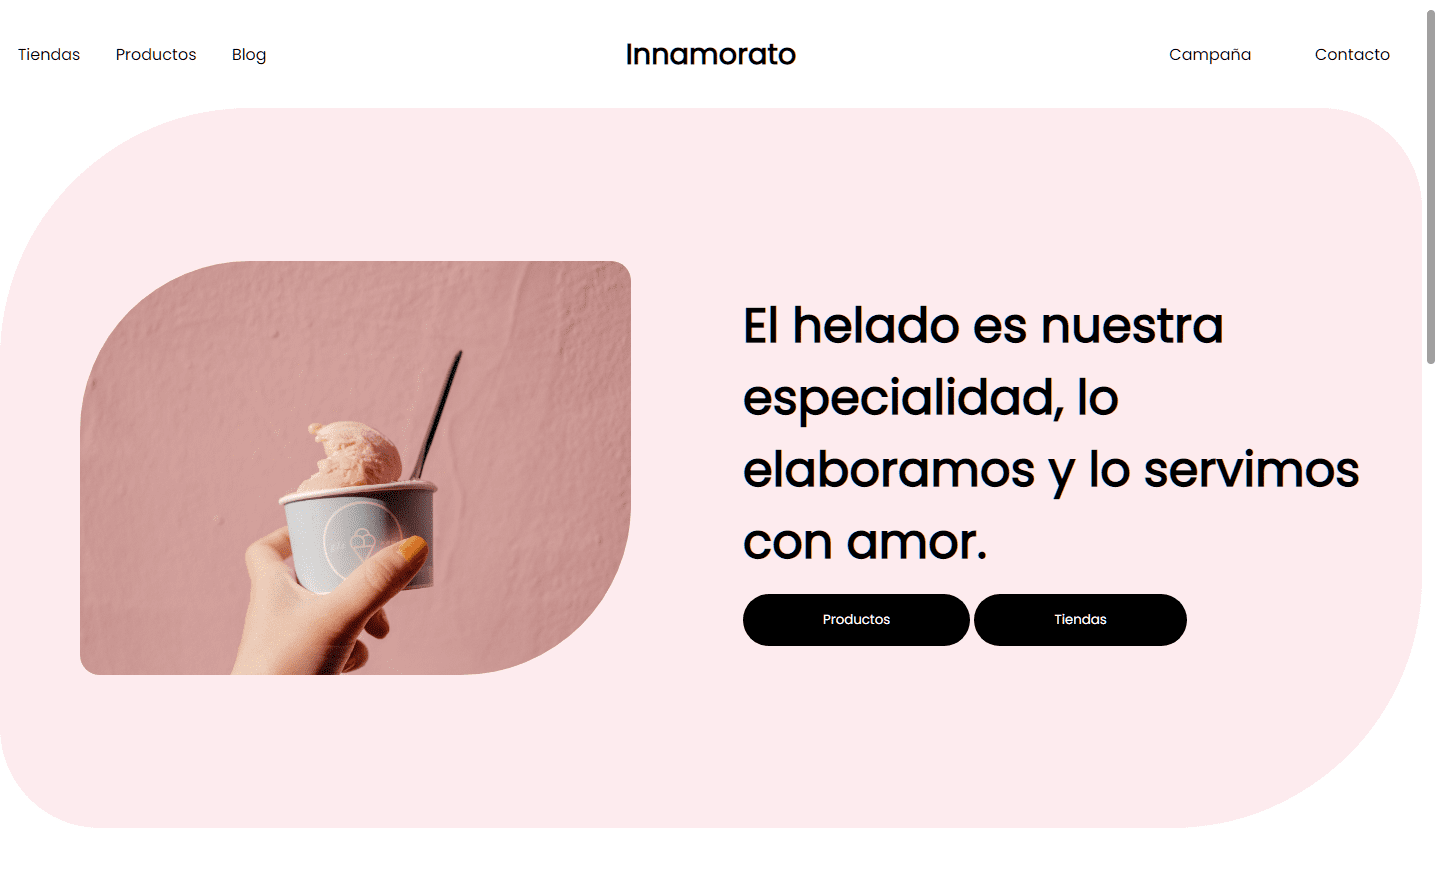 Tiendas Productos Blog Innamorato Campaña Contacto
El helado es nuestra
especialidad, lo
elaboramos y lo servimos
con amor.
Productos Tiendas